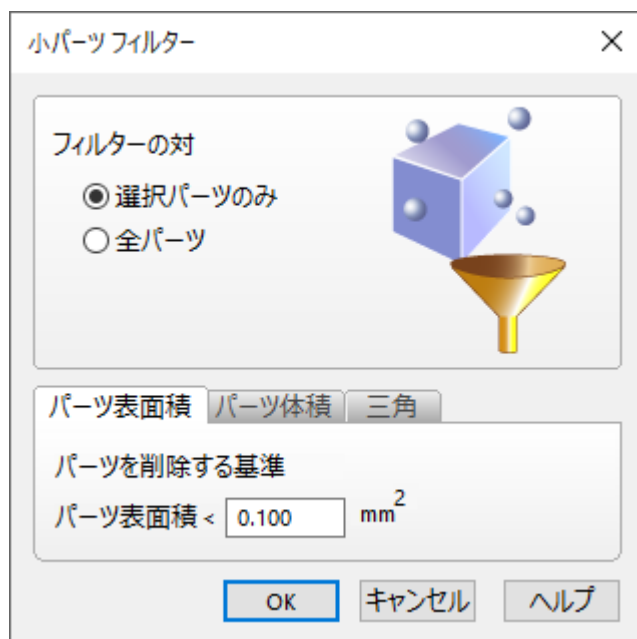 小パーツ フィルター
フィルターの対
選択パーツのみ
全パーツ
パーツ表面積 パーツ体積 三角
パーツを削除する基準
パーツ表面積 < 0.100 mm²
OK キャンセル ヘルプ